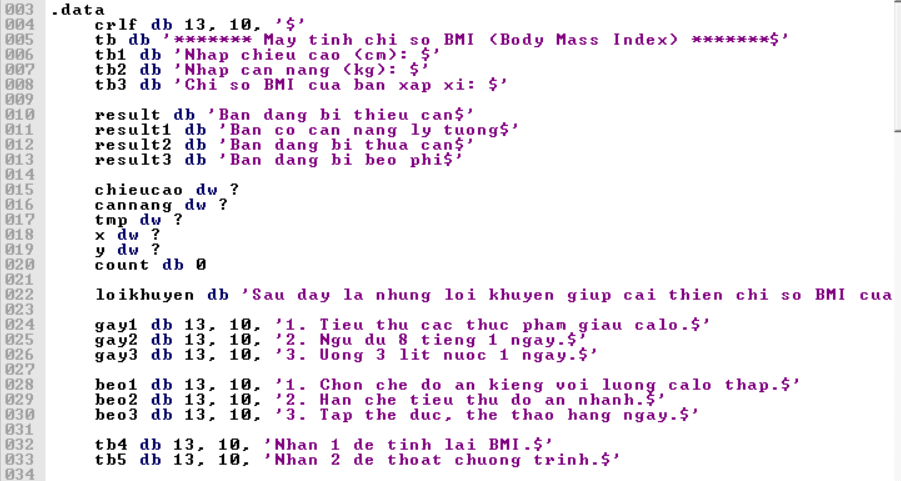 003 .data
004     crlf db 13, 10, '$'
005     tb db '******* May tinh chi so BMI (Body Mass Index) *******$'
006     tb1 db 'Nhap chieu cao (cm): $'
007     tb2 db 'Nhap can nang (kg): $'
008     tb3 db 'Chi so BMI cua ban xap xi: $'
009
010     result db 'Ban dang bi thieu can$'
011     result1 db 'Ban co can nang ly tuong$'
012     result2 db 'Ban dang bi thua can$'
013     result3 db 'Ban dang bi beo phi$'
014
015     chieucao dw ?
016     cannang dw ?
017     tmp dw ?
018     x dw ?
019     y dw ?
020     count db 0
021
022     loikhuyen db 'Sau day la nhung loi khuyen giup cai thien chi so BMI cua
023
024     gay1 db 13, 10, '1. Tieu thu cac thuc pham giau calo.$'
025     gay2 db 13, 10, '2. Ngu du 8 tieng 1 ngay.$'
026     gay3 db 13, 10, '3. Uong 3 lit nuoc 1 ngay.$'
027
028     beo1 db 13, 10, '1. Chon che do an kieng voi luong calo thap.$'
029     beo2 db 13, 10, '2. Han che tieu thu do an nhanh.$'
030     beo3 db 13, 10, '3. Tap the duc, the thao hang ngay.$'
031
032     tb4 db 13, 10, 'Nhan 1 de tinh lai BMI.$'
033     tb5 db 13, 10, 'Nhan 2 de thoat chuong trinh.$'
034